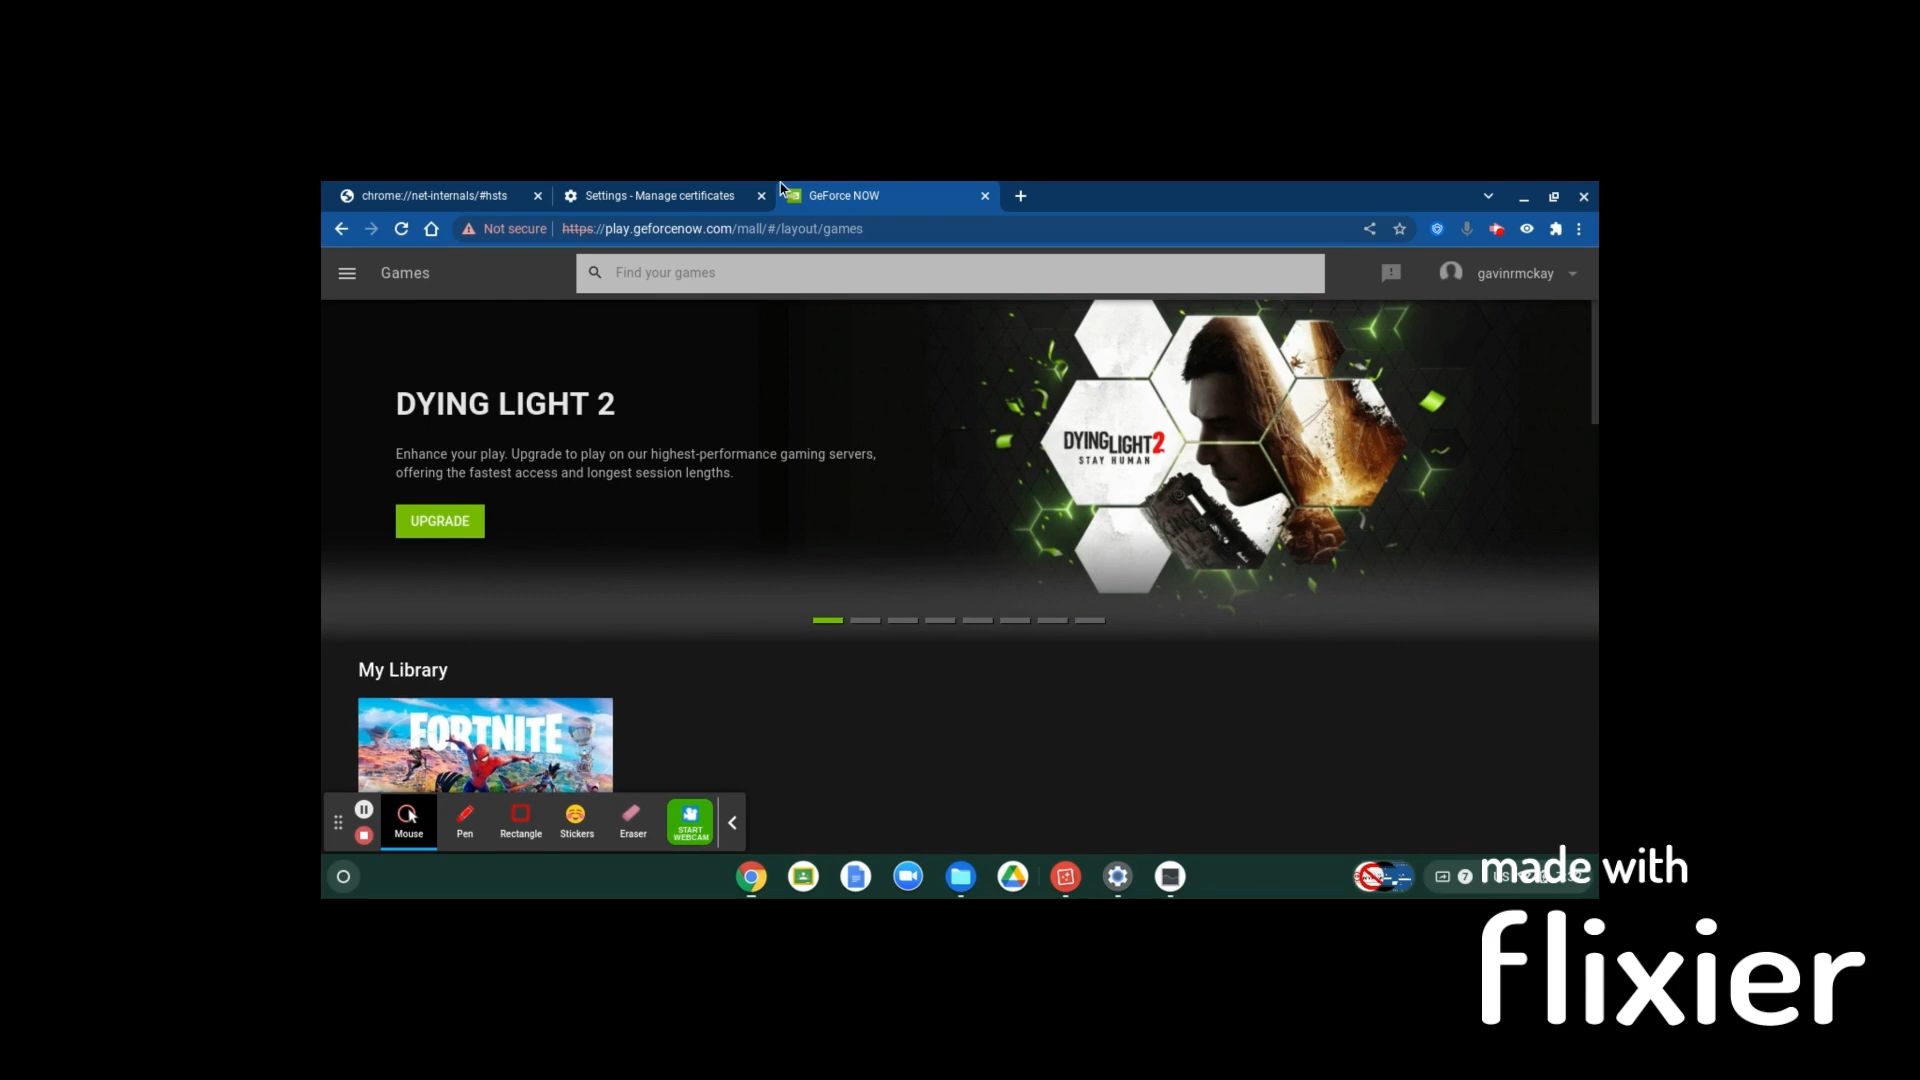 chrome://net-internals/#hsts
Settings - Manage certificates
GeForce NOW
Not secure
https://play.geforcenow.com/mall/#/layout/games
Games
Find your games
gavinrmckay
DYING LIGHT 2
Enhance your play. Upgrade to play on our highest-performance gaming servers,
offering the fastest access and longest session lengths.
UPGRADE
DYING LIGHT 2
STAY HUMAN
My Library
FORTNITE
Mouse
Pen
Rectangle
Stickers
Eraser
START
WEBCAM
7
US
made with
flixier